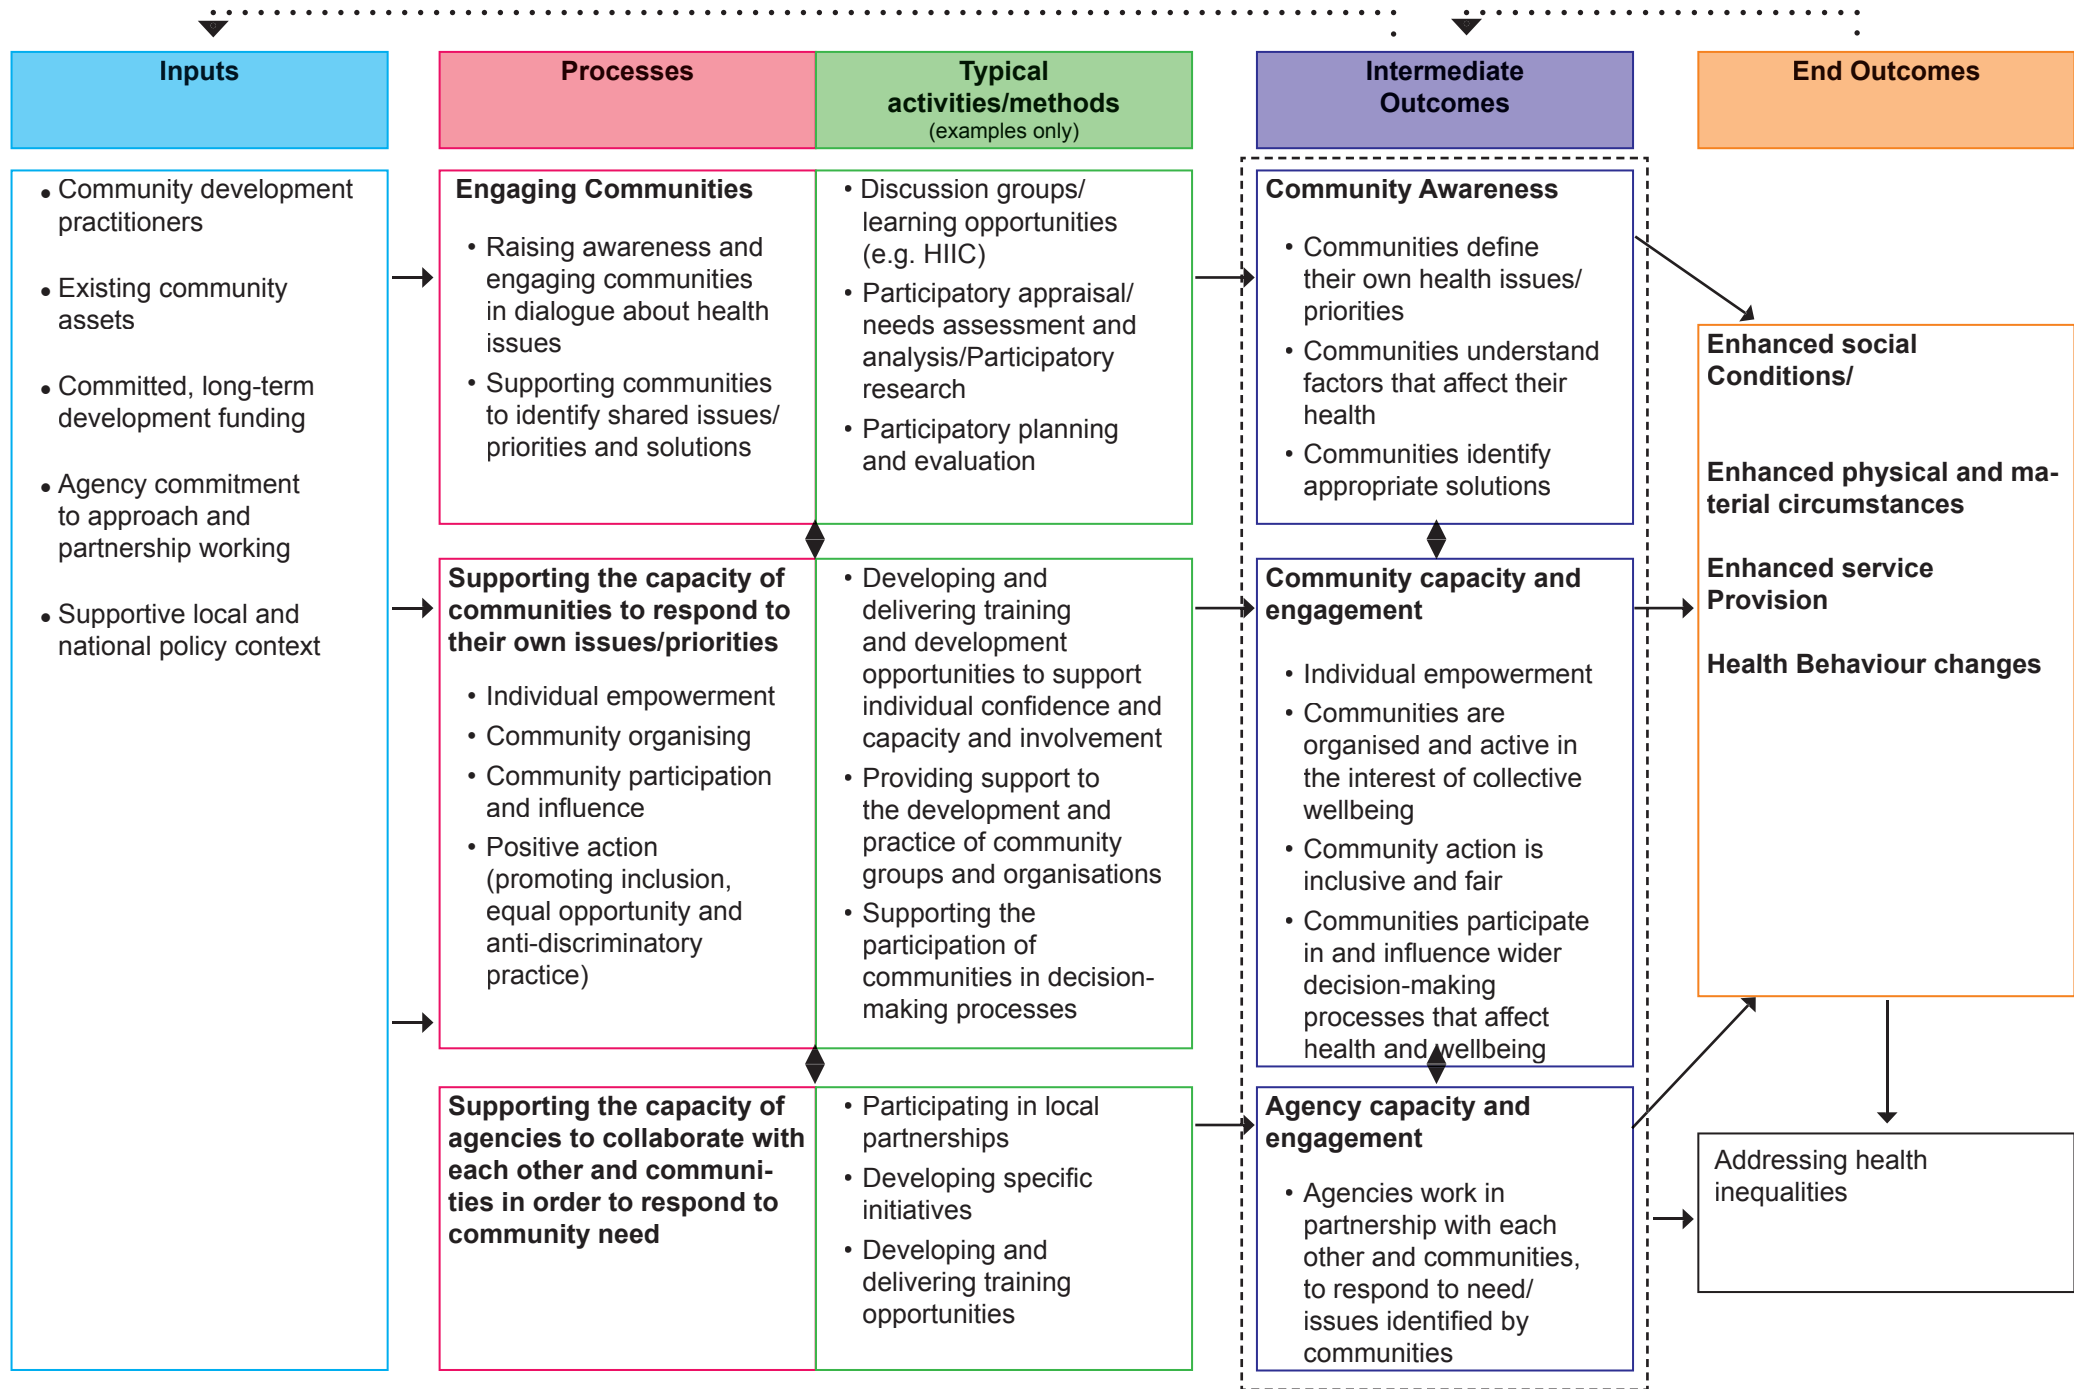 Inputs
Processes
Typical
activities/methods
(examples only)
Intermediate
Outcomes
End Outcomes
• Community development
practitioners
• Existing community
assets
• Committed, long-term
development funding
• Agency commitment
to approach and
partnership working
• Supportive local and
national policy context
Engaging Communities
• Raising awareness and
engaging communities
in dialogue about health
issues
• Supporting communities
to identify shared issues/
priorities and solutions
• Discussion groups/
learning opportunities
(e.g. HIIC)
• Participatory appraisal/
needs assessment and
analysis/Participatory
research
• Participatory planning
and evaluation
Community Awareness
• Communities define
their own health issues/
priorities
• Communities understand
factors that affect their
health
• Communities identify
appropriate solutions
Supporting the capacity of
communities to respond to
their own issues/priorities
• Individual empowerment
• Community organising
• Community participation
and influence
• Positive action
(promoting inclusion,
equal opportunity and
anti-discriminatory
practice)
• Developing and
delivering training
and development
opportunities to support
individual confidence and
capacity and involvement
• Providing support to
the development and
practice of community
groups and organisations
• Supporting the
participation of
communities in decision-
making processes
Community capacity and
engagement
• Individual empowerment
• Communities are
organised and active in
the interest of collective
wellbeing
• Community action is
inclusive and fair
• Communities participate
in and influence wider
decision-making
processes that affect
health and wellbeing
Supporting the capacity of
agencies to collaborate with
each other and communi-
ties in order to respond to
community need
• Participating in local
partnerships
• Developing specific
initiatives
• Developing and
delivering training
opportunities
Agency capacity and
engagement
• Agencies work in
partnership with each
other and communities,
to respond to need/
issues identified by
communities
Enhanced social
Conditions/
Enhanced physical and ma-
terial circumstances
Enhanced service
Provision
Health Behaviour changes
Addressing health
inequalities